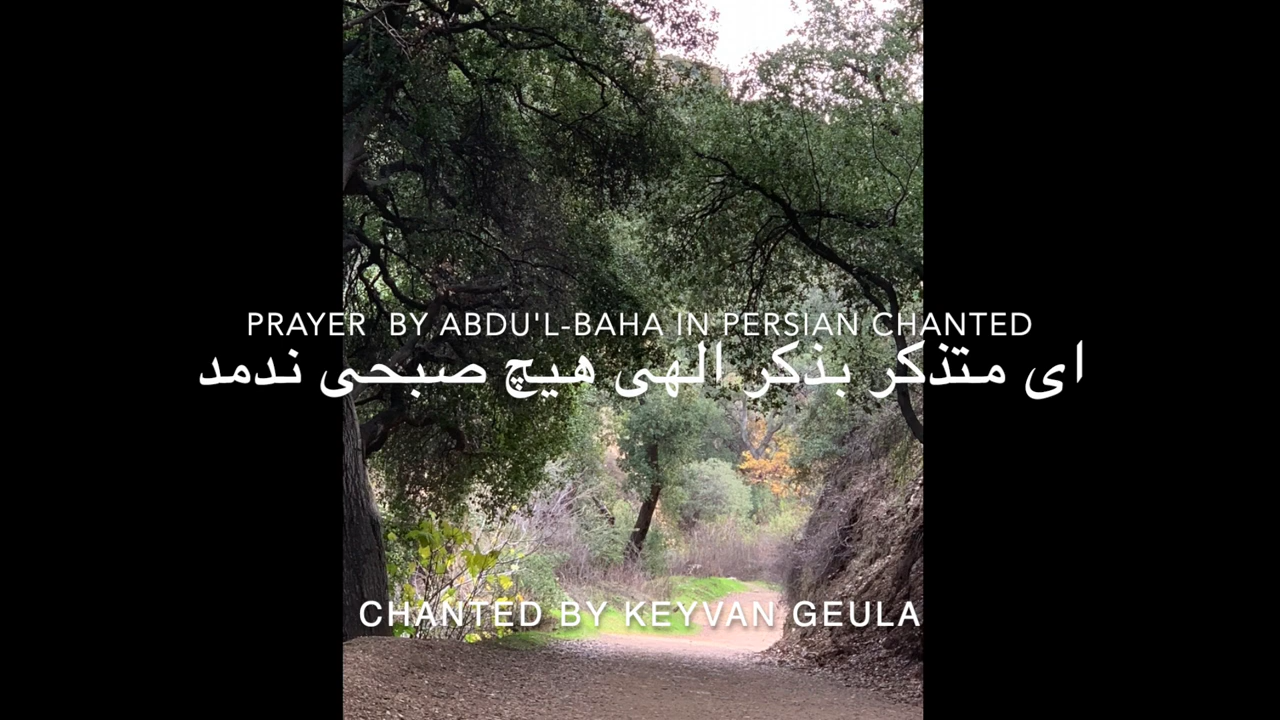 PRAYER BY ABDU'L-BAHA IN PERSIAN CHANTED
ای متذکر بذکر الهی هیچ صبحی ندمد
CHANTED BY KEYVAN GEULA